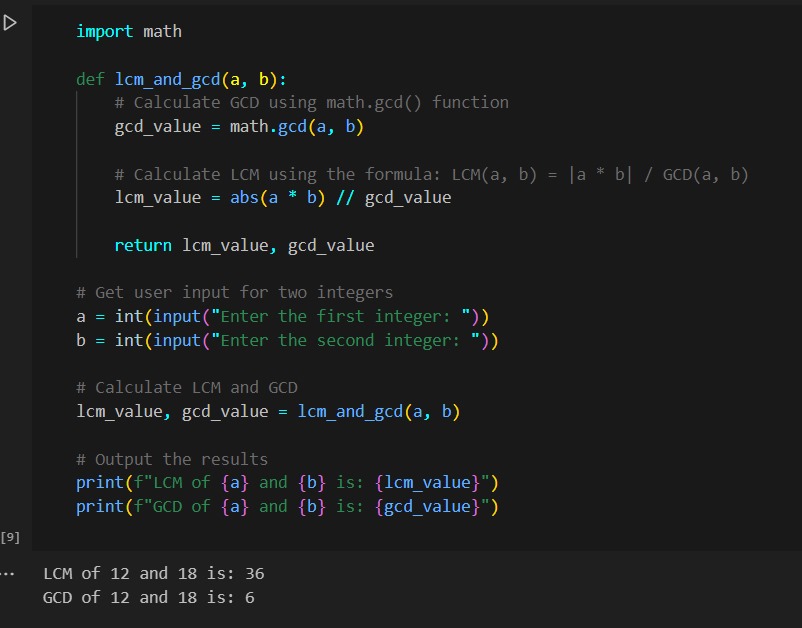 import math
def lcm_and_gcd(a, b):
# Calculate GCD using math.gcd() function
gcd_value = math.gcd(a, b)
# Calculate LCM using the formula: LCM(a, b) = |a * b| / GCD(a, b)
lcm_value = abs(a * b) // gcd_value
return lcm_value, gcd_value
# Get user input for two integers
a = int(input("Enter the first integer: "))
b = int(input("Enter the second integer: "))
# Calculate LCM and GCD
lcm_value, gcd_value = lcm_and_gcd(a, b)
# Output the results
print(f"LCM of {a} and {b} is: {lcm_value}")
print(f"GCD of {a} and {b} is: {gcd_value}")
[9]
... LCM of 12 and 18 is: 36
GCD of 12 and 18 is: 6